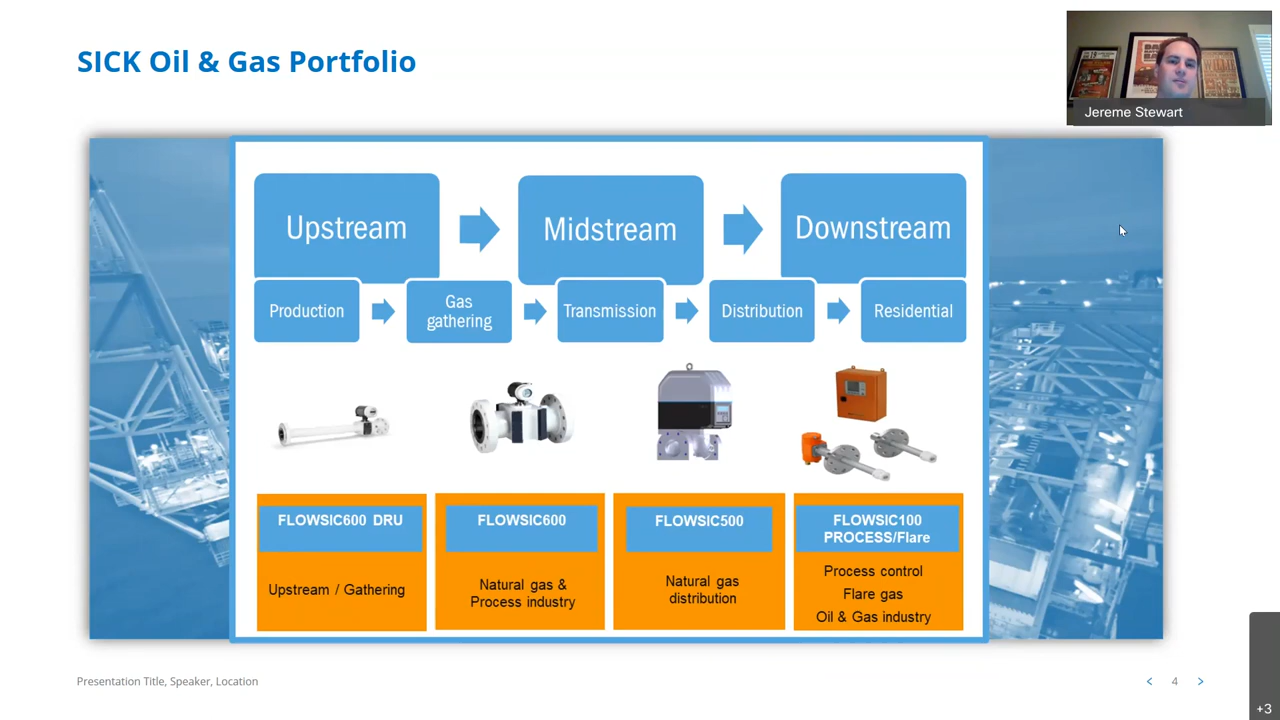 SICK Oil & Gas Portfolio
Jereme Stewart
Upstream
Midstream
Downstream
Production
Gas
gathering
Transmission
Distribution
Residential
FLOWSIC600 DRU
Upstream / Gathering
FLOWSIC600
Natural gas &
Process industry
FLOWSIC500
Natural gas
distribution
FLOWSIC100
PROCESS/Flare
Process control
Flare gas
Oil & Gas industry
Presentation Title, Speaker, Location
4
+3